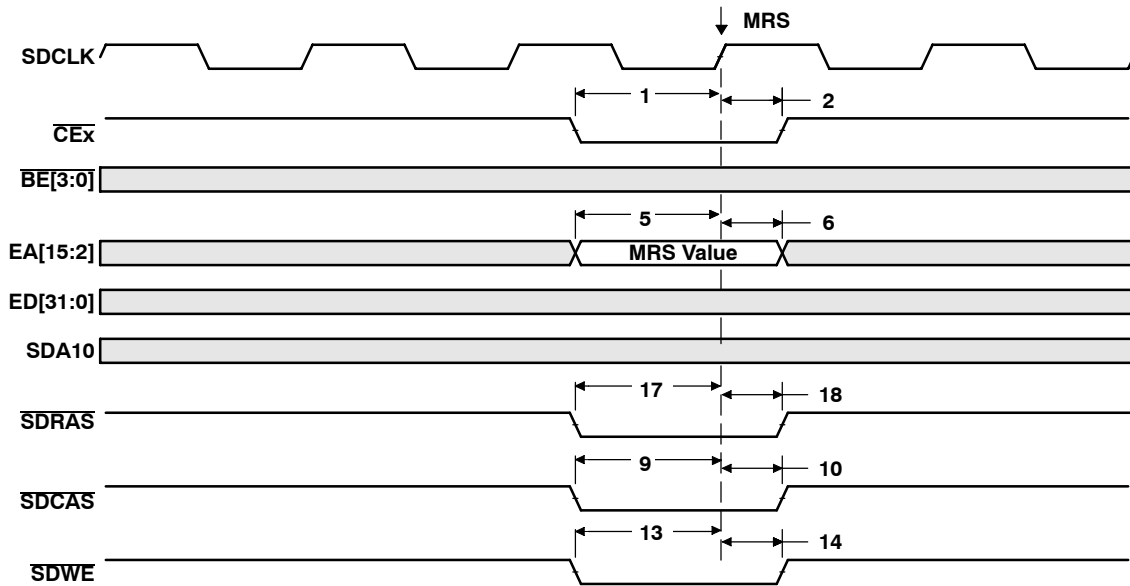 MRS
SDCLK
1 2
CEx
BE[3:0]
5 6
EA[15:2] MRS Value
ED[31:0]
SDA10
17 18
SDRAS
9 10
SDCAS
13 14
SDWE